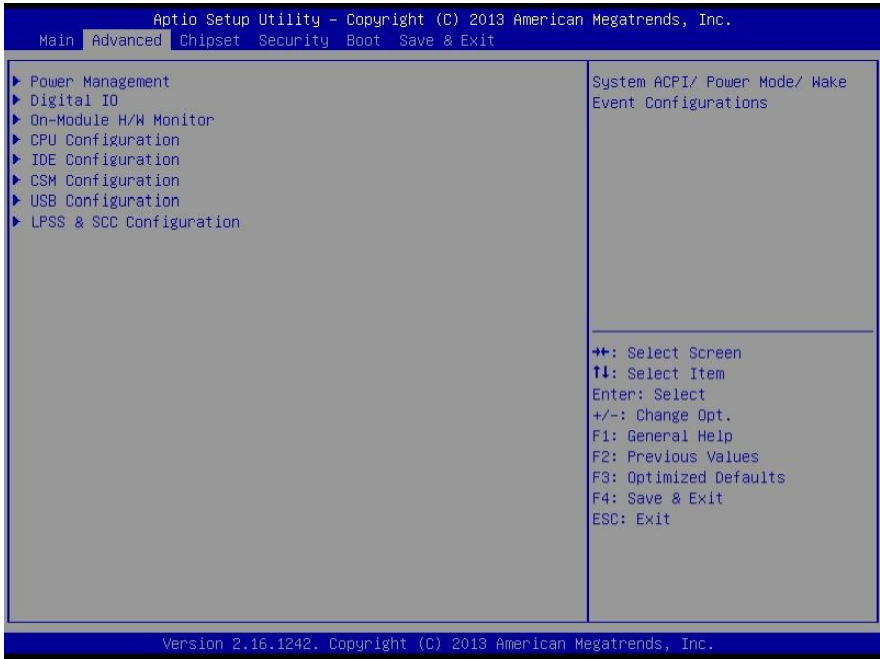 Aptio Setup Utility – Copyright (C) 2013 American Megatrends, Inc.
Main Advanced Chipset Security Boot Save & Exit
▶ Power Management
▶ Digital IO
▶ On-Module H/W Monitor
▶ CPU Configuration
▶ IDE Configuration
▶ CSM Configuration
▶ USB Configuration
▶ LPSS & SCC Configuration
System ACPI/ Power Mode/ Wake
Event Configurations
→←: Select Screen
↑↓: Select Item
Enter: Select
+/-: Change Opt.
F1: General Help
F2: Previous Values
F3: Optimized Defaults
F4: Save & Exit
ESC: Exit
Version 2.16.1242. Copyright (C) 2013 American Megatrends, Inc.